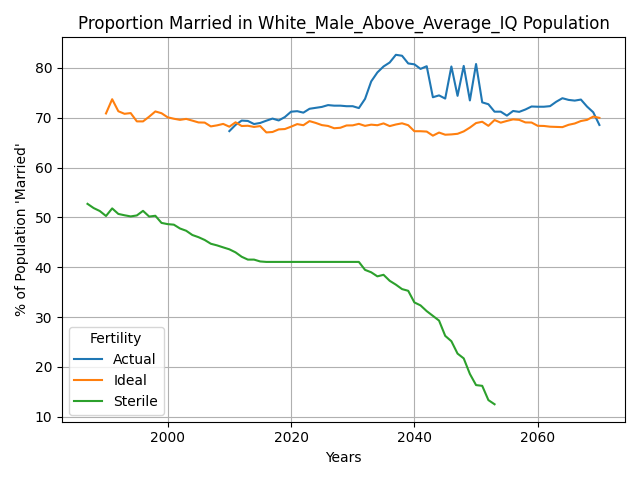 Proportion Married in White_Male_Above_Average_IQ Population
% of Population 'Married'
80
70
60
50
40
30
20
10
Fertility
Actual
Ideal
Sterile
2000
2020
2040
2060
Years